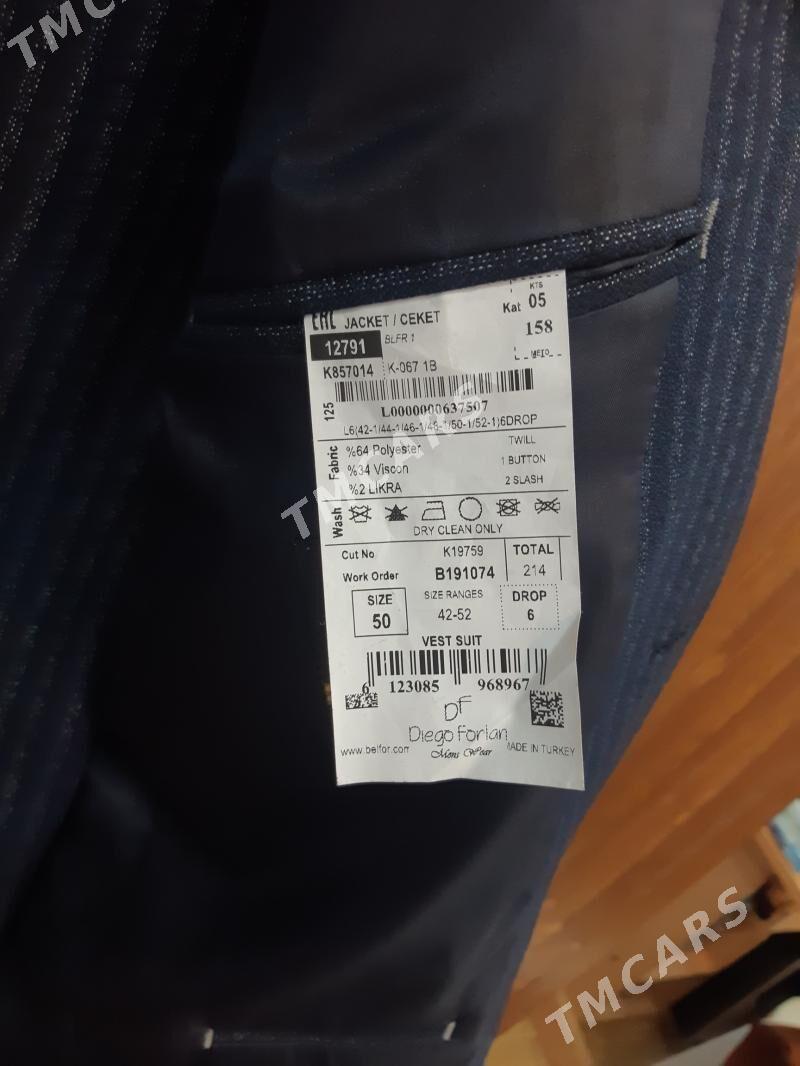 TMCARS
KTS
EAC JACKET / CEKET
Kat 05
12791
BLFR 1
158
K857014
K-067 1B
125
L0000000637507
L6(42-1/44-1/46-1/48-1/50-1/52-1)6DROP
Fabric
%64 Polyester
TWILL
%34 Viscon
1 BUTTON
%2 LIKRA
2 SLASH
TMCARS
Wash
DRY CLEAN ONLY
Cut No
K19759
TOTAL
Work Order
B191074
214
SIZE
50
SIZE RANGES
42-52
DROP
6
VEST SUIT
6 123085 968967
DF
Diego Forlan
www.belfor.com
Mens Wear
MADE IN TURKEY
TMCARS